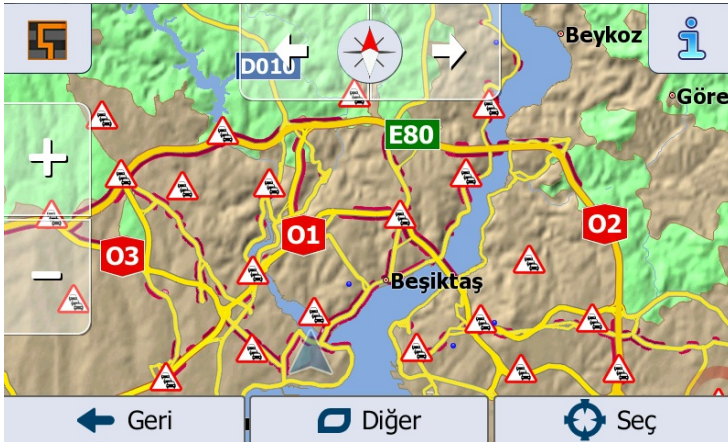 Beykoz
D010
Göre
E80
O2
O1
O3
Beşiktaş
Geri
Diğer
Seç